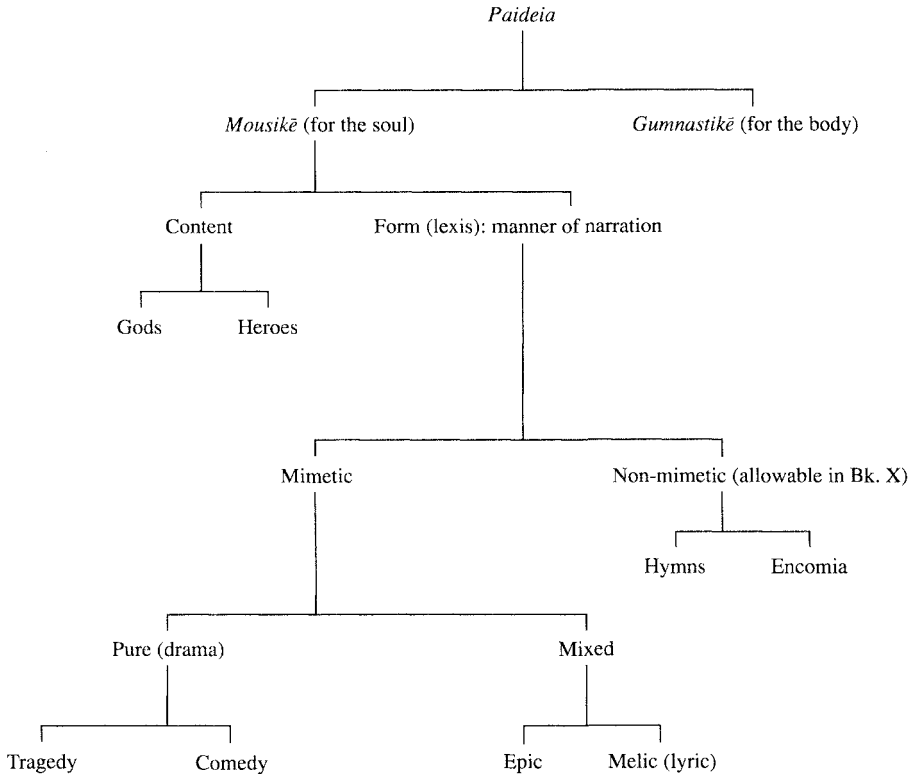 Paideia
Mousikē (for the soul) Gumnastikē (for the body)
Content Form (lexis): manner of narration
Gods Heroes
Mimetic Non-mimetic (allowable in Bk. X)
Hymns Encomia
Pure (drama) Mixed
Tragedy Comedy Epic Melic (lyric)